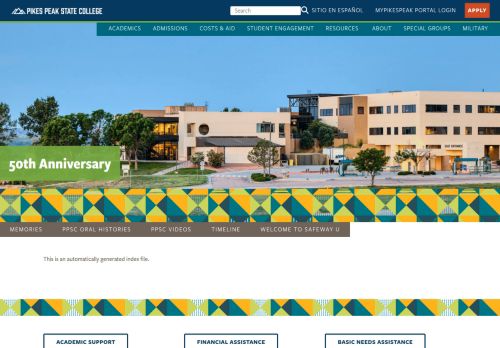 PIKES PEAK STATE COLLEGE
Search
SITIO EN ESPAÑOL
MYPIKESPEAK PORTAL LOGIN
APPLY
ACADEMICS ADMISSIONS COSTS & AID STUDENT ENGAGEMENT RESOURCES ABOUT SPECIAL GROUPS MILITARY
50th Anniversary
MEMORIES PPSC ORAL HISTORIES PPSC VIDEOS TIMELINE WELCOME TO SAFEWAY U
This is an automatically generated index file.
ACADEMIC SUPPORT FINANCIAL ASSISTANCE BASIC NEEDS ASSISTANCE